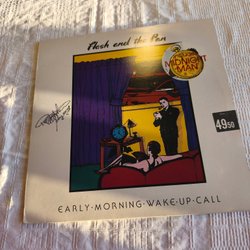 Flash and the Pan
MIDNIGHT
MAN
49.50
EARLY·MORNING·WAKE·UP·CALL